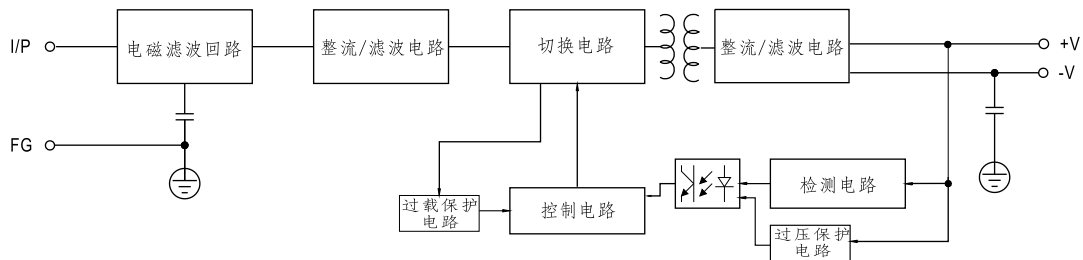 I/P
电磁滤波回路
整流/滤波电路
切换电路
整流/滤波电路
+V
-V
FG
过载保护
电路
控制电路
检测电路
过压保护
电路